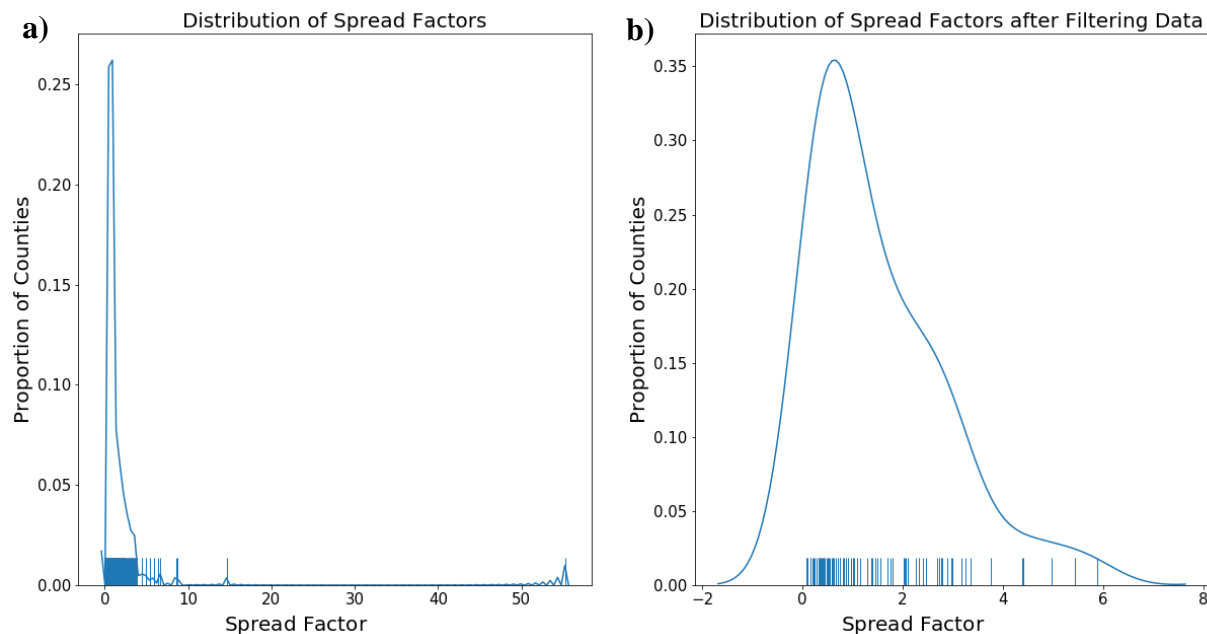 a)
Distribution of Spread Factors
0.25
0.20
0.15
0.10
0.05
0.00
Proportion of Counties
0 10 20 30 40 50
Spread Factor
b)
Distribution of Spread Factors after Filtering Data
0.35
0.30
0.25
0.20
0.15
0.10
0.05
0.00
Proportion of Counties
−2 0 2 4 6 8
Spread Factor